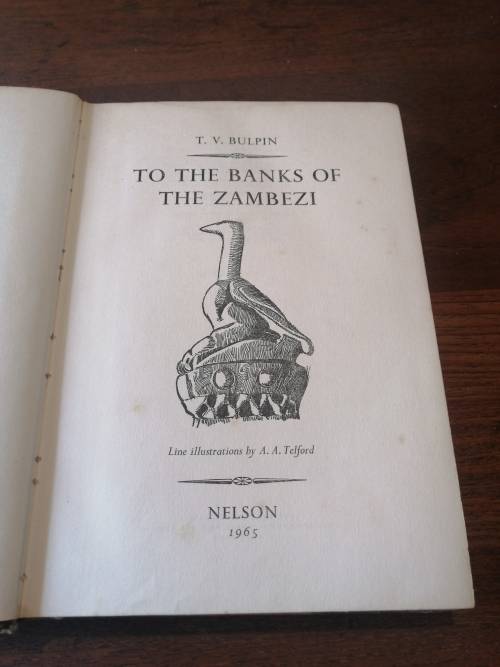 T. V. BULPIN
TO THE BANKS OF
THE ZAMBEZI
Line illustrations by A. A. Telford
NELSON
1965